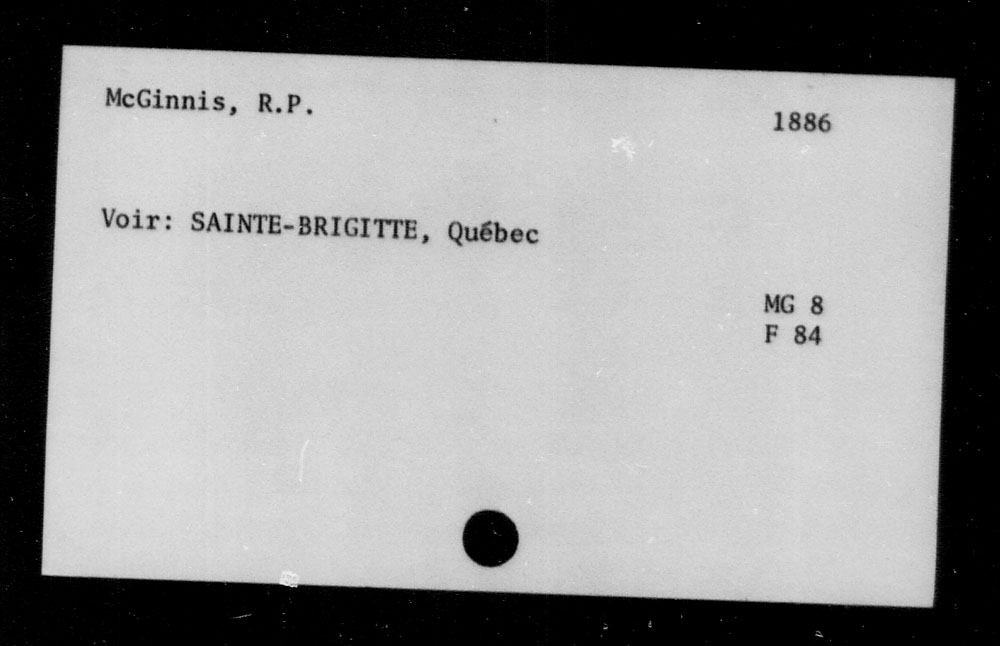 McGinnis, R.P.
1886
Voir: SAINTE-BRIGITTE, Québec
MG 8
F 84